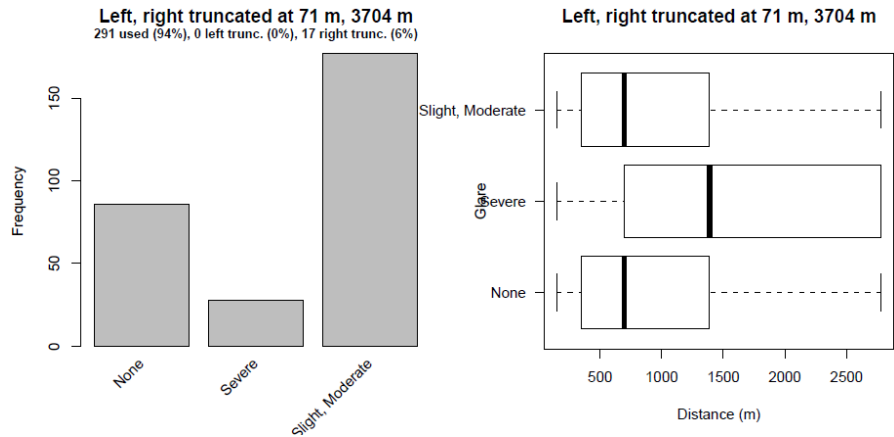 Left, right truncated at 71 m, 3704 m
291 used (94%), 0 left trunc. (0%), 17 right trunc. (6%)
Frequency
150
100
50
0
None
Severe
Slight, Moderate
Left, right truncated at 71 m, 3704 m
Glare
Slight, Moderate
Severe
None
500 1000 1500 2000 2500
Distance (m)